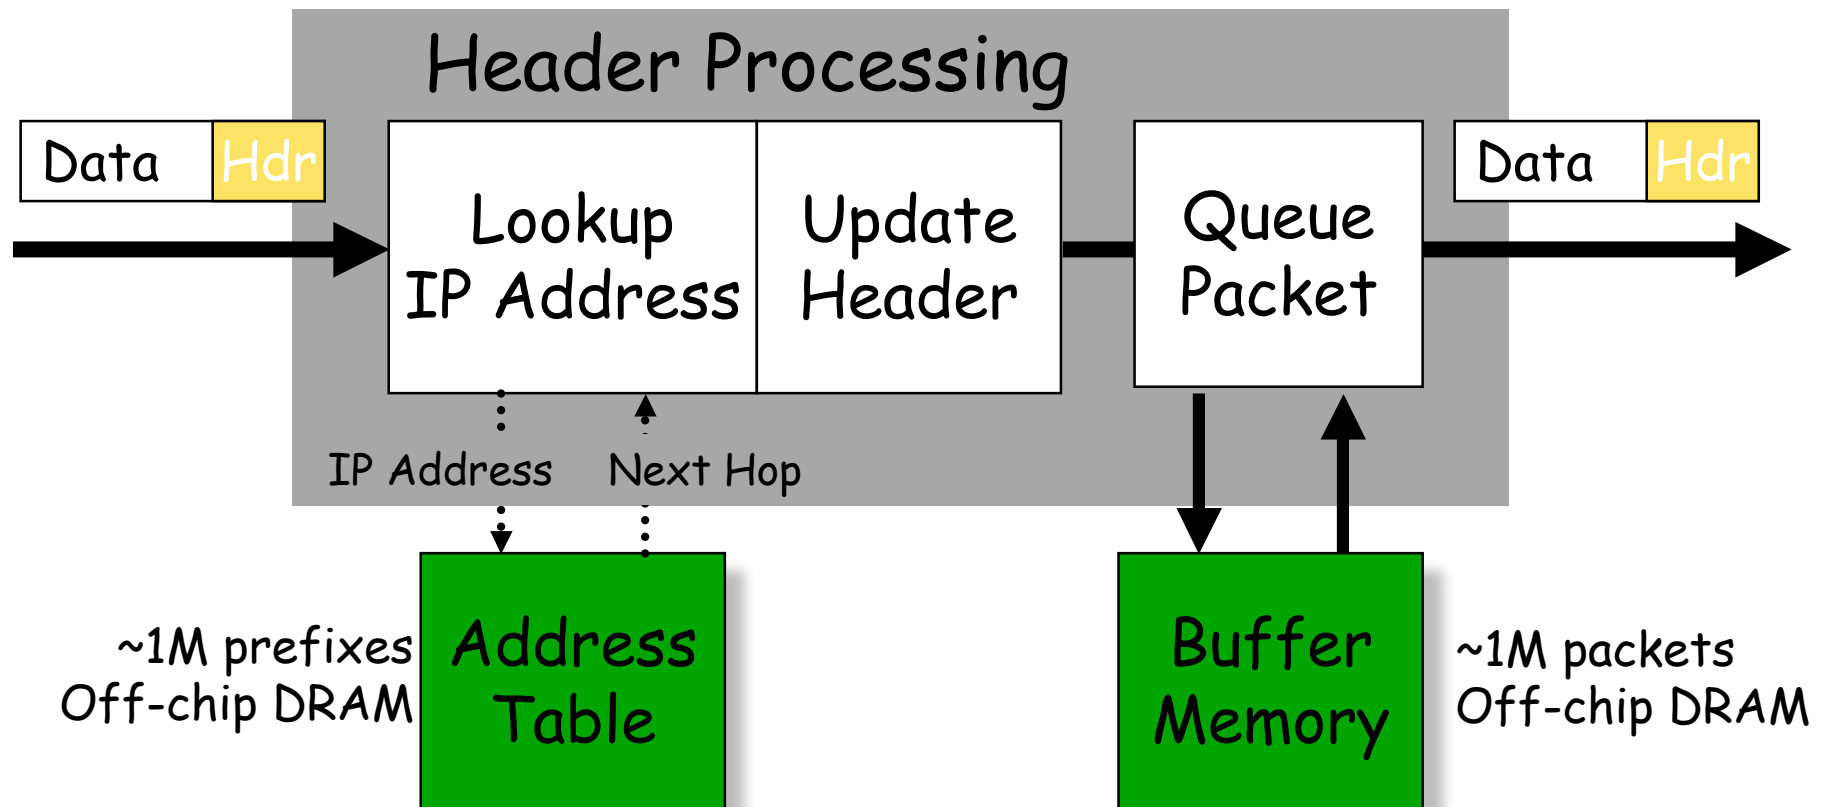 Header Processing
Data Hdr
Lookup
IP Address
Update
Header
Queue
Packet
Data Hdr
IP Address
Next Hop
~1M prefixes
Off-chip DRAM
Address
Table
Buffer
Memory
~1M packets
Off-chip DRAM